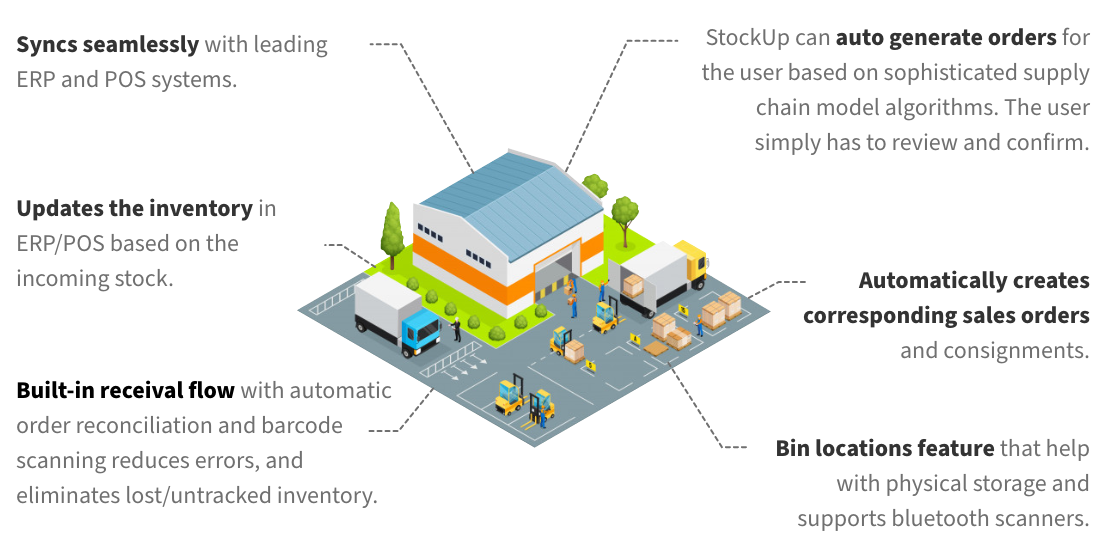 Syncs seamlessly with leading
ERP and POS systems.
StockUp can auto generate orders for
the user based on sophisticated supply
chain model algorithms. The user
simply has to review and confirm.
Updates the inventory in
ERP/POS based on the
incoming stock.
Automatically creates
corresponding sales orders
and consignments.
Built-in receival flow with automatic
order reconciliation and barcode
scanning reduces errors, and
eliminates lost/untracked inventory.
Bin locations feature that help
with physical storage and
supports bluetooth scanners.